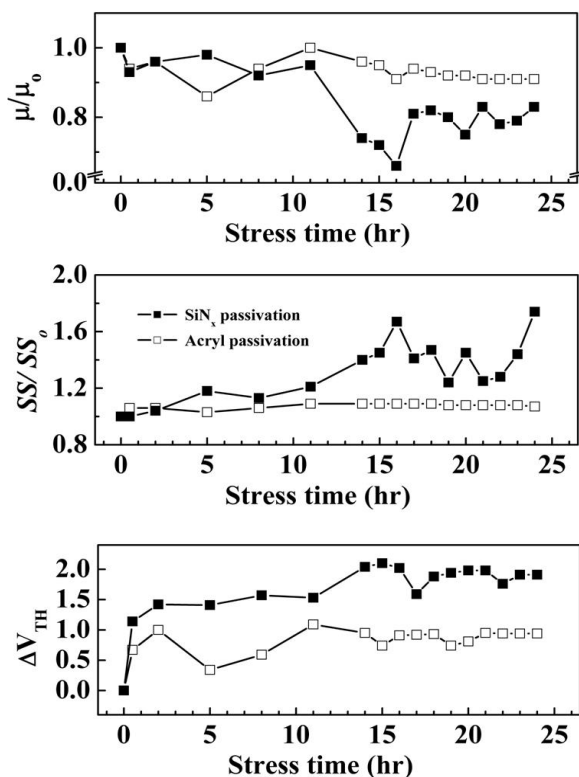 1.0
0.8
0.0
μ/μo
0 5 10 15 20 25
Stress time (hr)
2.0
1.6
1.2
0.8
SS/ SSo
SiNx passivation
Acryl passivation
0 5 10 15 20 25
Stress time (hr)
2.0
1.5
1.0
0.5
0.0
ΔVTH
0 5 10 15 20 25
Stress time (hr)